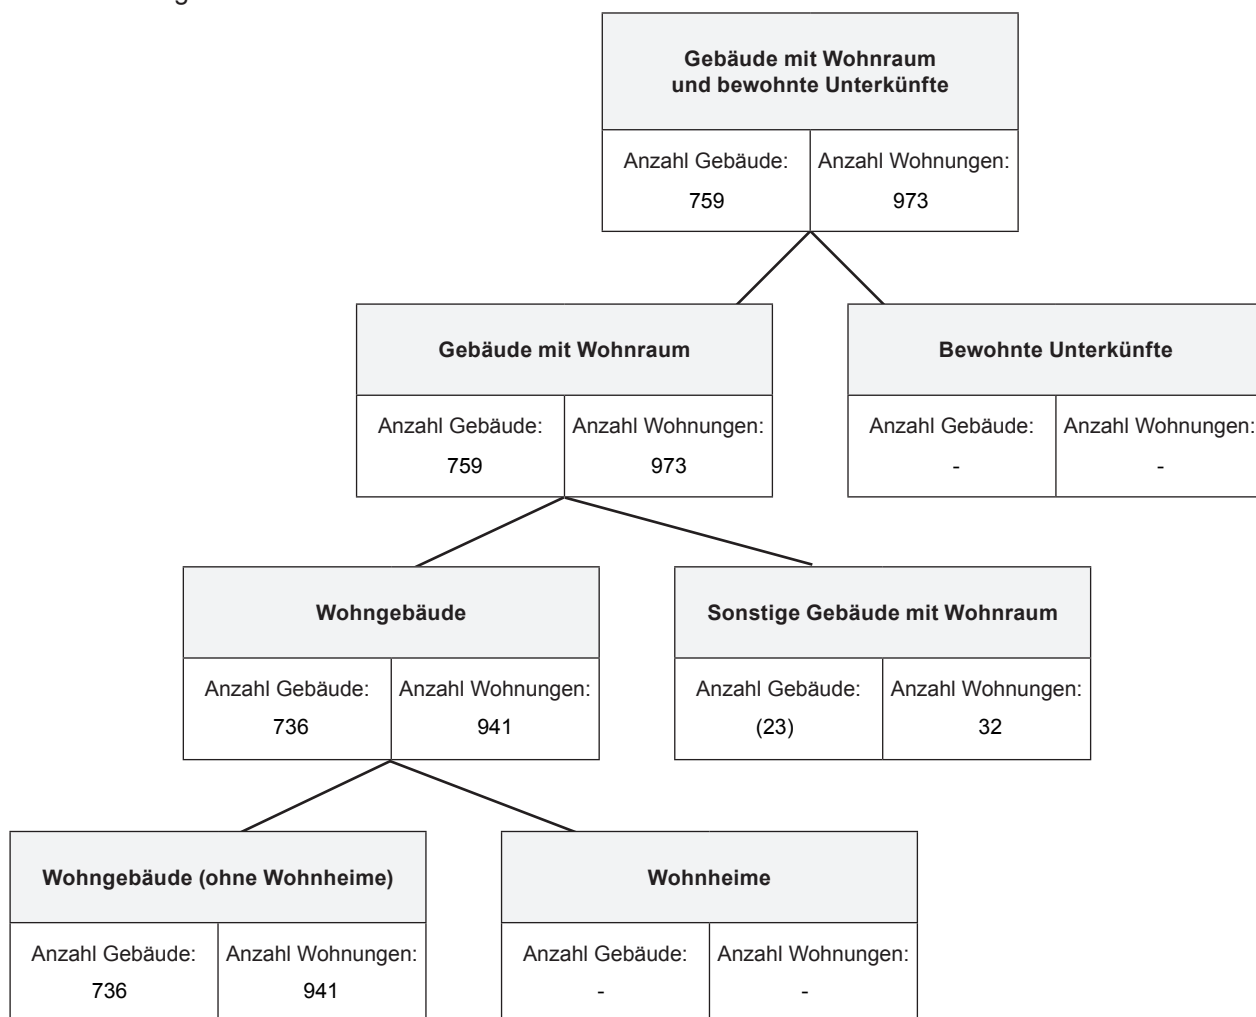 Gebäude mit Wohnraum
und bewohnte Unterkünfte
Anzahl Gebäude: Anzahl Wohnungen:
759 973
Gebäude mit Wohnraum Bewohnte Unterkünfte
Anzahl Gebäude: Anzahl Wohnungen: Anzahl Gebäude: Anzahl Wohnungen:
759 973 - -
Wohngebäude Sonstige Gebäude mit Wohnraum
Anzahl Gebäude: Anzahl Wohnungen: Anzahl Gebäude: Anzahl Wohnungen:
736 941 (23) 32
Wohngebäude (ohne Wohnheime) Wohnheime
Anzahl Gebäude: Anzahl Wohnungen: Anzahl Gebäude: Anzahl Wohnungen:
736 941 - -